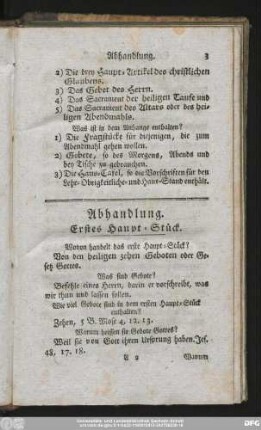 Abhandlung. 3
2) Die drey Haupt-Artikel des christlichen
Glaubens.
3) Das Gebet des Herrn.
4) Das Sacrament der heiligen Taufe und
5) Das Sacrament des Altars oder des hei-
ligen Abendmahls.
Was ist in dem Anhange enthalten?
1) Die Fragstücke für diejenigen, die zum
Abendmahl gehen wollen.
2) Gebete, so des Morgens, Abends und
bey Tische zu gebrauchen.
3) Die Haus-Tafel, so die Vorschriften für den
Lehr-Obrigkeitliche-und Haus-Stand enthält.
Abhandlung.
Erstes Haupt-Stück.
Wovon handelt das erste Haupt-Stück?
Von den heiligen zehen Geboten oder Ge-
setz Gottes.
Was sind Gebote?
Befehle eines Herrn, darin er vorschreibt, was
wir thun und lassen sollen.
Wie viel Gebote sind in dem ersten Haupt-Stück
enthalten?
Zehen, 5 B. Mose 4, 12. 13.
Warum heissen sie Gebote Gottes?
Weil sie von Gott ihren Ursprung haben. Jes.
48, 17. 18.
A 2 Warum